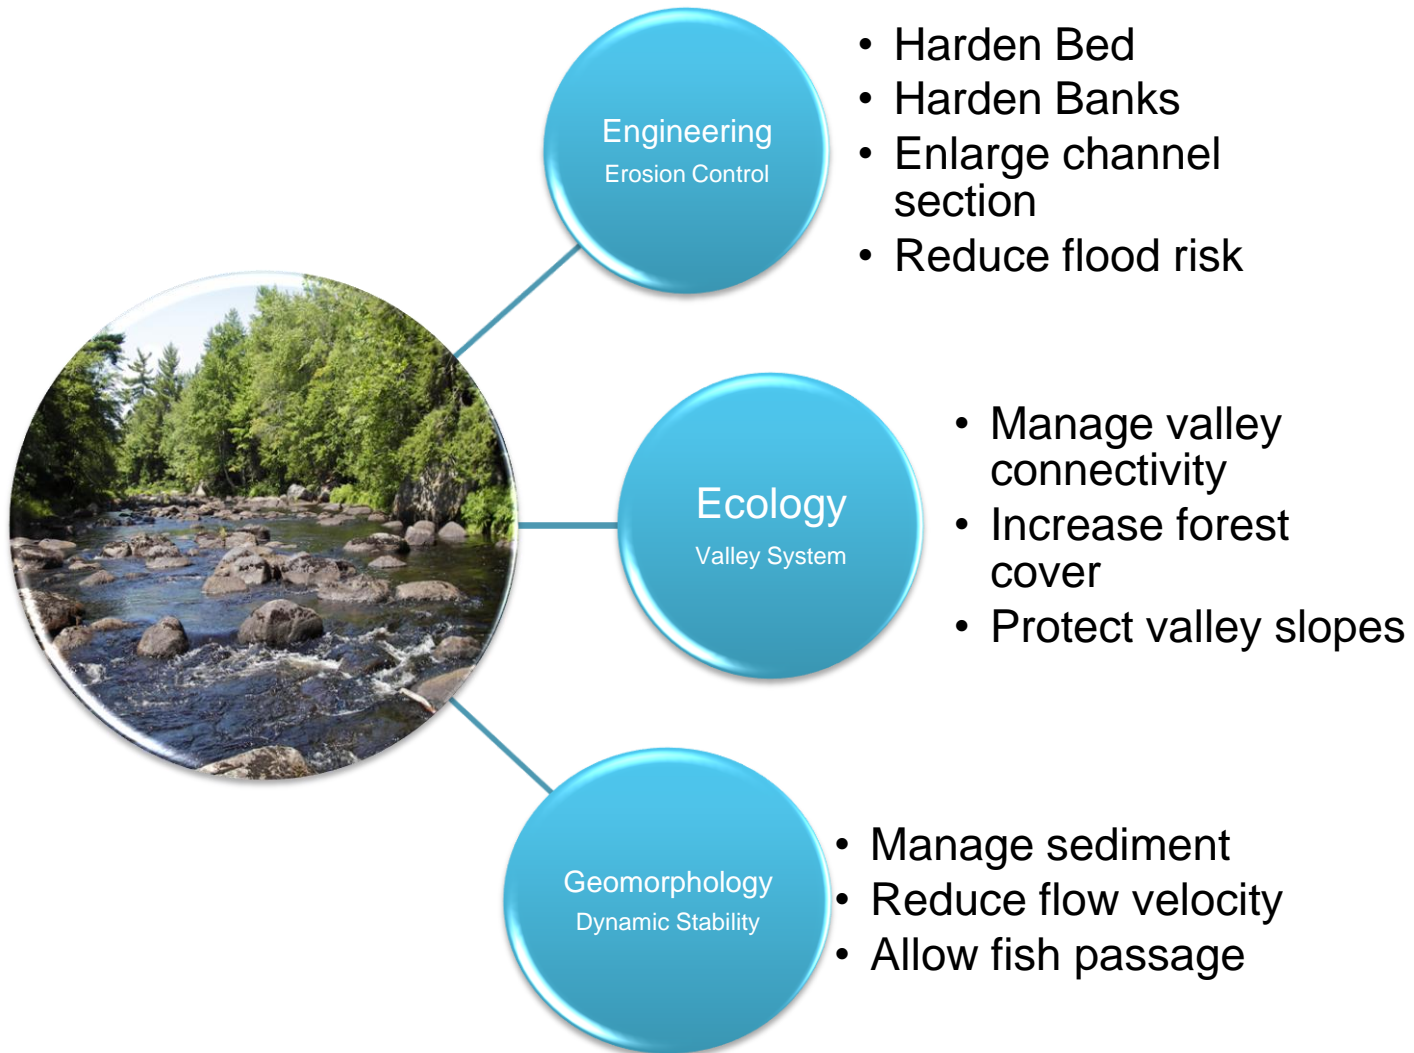 Engineering
Erosion Control
• Harden Bed
• Harden Banks
• Enlarge channel
section
• Reduce flood risk
Ecology
Valley System
• Manage valley
connectivity
• Increase forest
cover
• Protect valley slopes
Geomorphology
Dynamic Stability
• Manage sediment
• Reduce flow velocity
• Allow fish passage